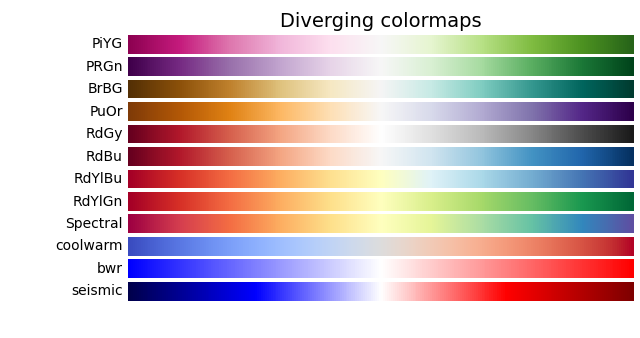 Diverging colormaps
PiYG
PRGn
BrBG
PuOr
RdGy
RdBu
RdYlBu
RdYlGn
Spectral
coolwarm
bwr
seismic